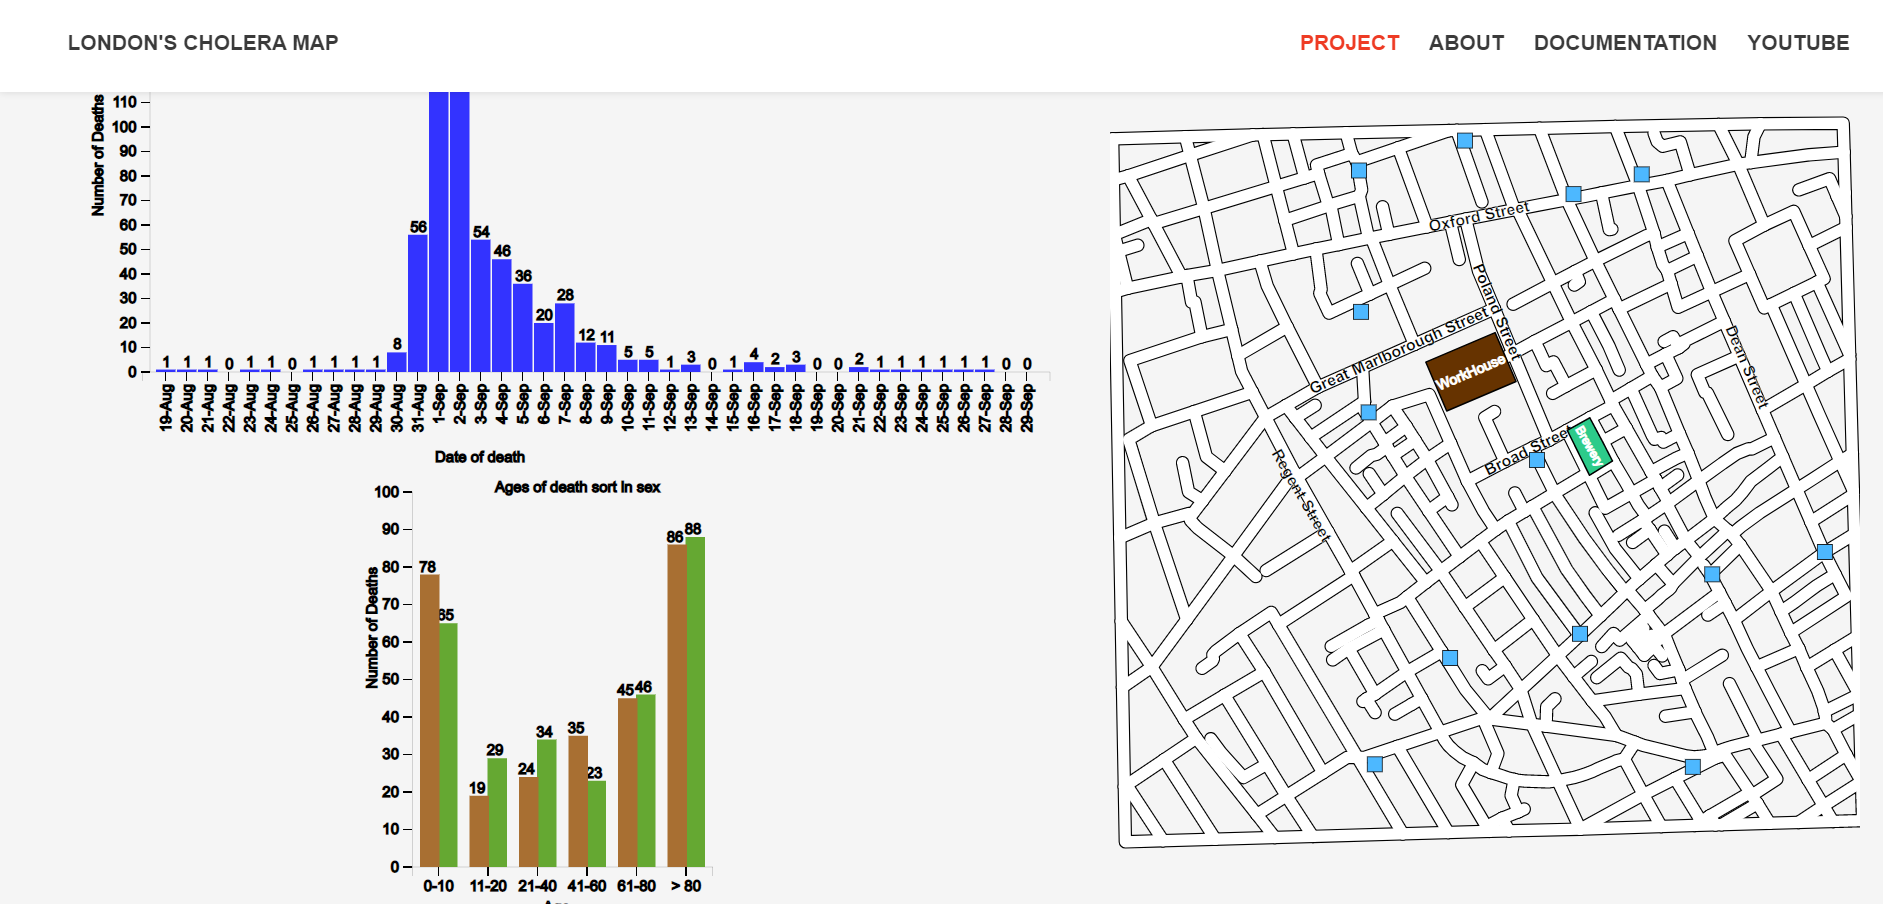 LONDON'S CHOLERA MAP
PROJECT ABOUT DOCUMENTATION YOUTUBE
Number of Deaths
110
100
90
80
70
60
50
40
30
20
10
0
1 1 1 0 1 1 0 1 1 1 1 8 56 54 46 36 20 28 12 11 5 5 1 3 0 1 4 2 3 0 0 2 1 1 1 1 1 1 0 0
19-Aug 20-Aug 21-Aug 22-Aug 23-Aug 24-Aug 25-Aug 26-Aug 27-Aug 28-Aug 29-Aug 30-Aug 31-Aug 1-Sep 2-Sep 3-Sep 4-Sep 5-Sep 6-Sep 7-Sep 8-Sep 9-Sep 10-Sep 11-Sep 12-Sep 13-Sep 14-Sep 15-Sep 16-Sep 17-Sep 18-Sep 19-Sep 20-Sep 21-Sep 22-Sep 23-Sep 24-Sep 25-Sep 26-Sep 27-Sep 28-Sep 29-Sep
Date of death
Ages of death sort in sex
Number of Deaths
100
90
80
70
60
50
40
30
20
10
0
78 65 19 29 24 34 35 23 45 46 86 88
0-10 11-20 21-40 41-60 61-80 > 80
Oxford Street
Poland Street
Great Marlborough Street
WorkHouse
Dean Street
Broad Street
Brewery
Regent Street